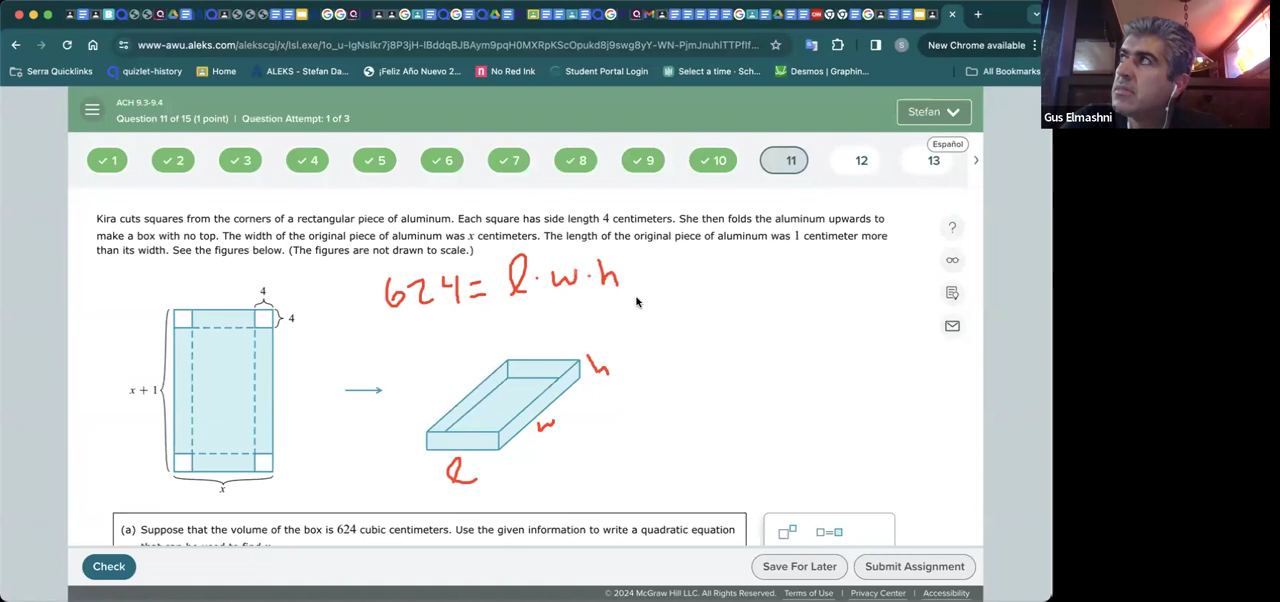 www-awu.aleks.com/alekscgi/x/Isl.exe/1o_u-IgNsIkr7j8P3jH-IBddqBJBAym9pqH0MXRpKScOpukd8j9swg8yY-WN-PjmJnuhITTPfIf...
New Chrome available
Serra Quicklinks
quizlet-history
Home
ALEKS - Stefan Da...
¡Feliz Año Nuevo 2...
No Red Ink
Student Portal Login
Select a time · Sch...
Desmos | Graphin...
All Bookmarks
Gus Elmashni
ACH 9.3-9.4
Question 11 of 15 (1 point) | Question Attempt: 1 of 3
Stefan
Español
✓ 1 ✓ 2 ✓ 3 ✓ 4 ✓ 5 ✓ 6 ✓ 7 ✓ 8 ✓ 9 ✓ 10 11 12 13
Kira cuts squares from the corners of a rectangular piece of aluminum. Each square has side length 4 centimeters. She then folds the aluminum upwards to
make a box with no top. The width of the original piece of aluminum was x centimeters. The length of the original piece of aluminum was 1 centimeter more
than its width. See the figures below. (The figures are not drawn to scale.)
624 = l · w · h
4
4
x + 1
x
h
w
l
(a) Suppose that the volume of the box is 624 cubic centimeters. Use the given information to write a quadratic equation
Check
Save For Later
Submit Assignment
© 2024 McGraw Hill LLC. All Rights Reserved. Terms of Use | Privacy Center | Accessibility